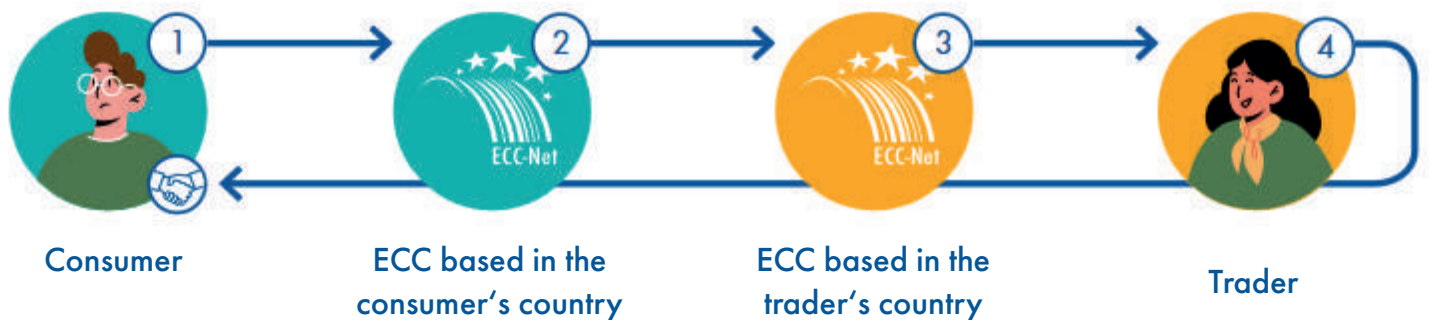 1
2
3
4
ECC-Net
ECC-Net
Consumer
ECC based in the
consumer‘s country
ECC based in the
trader‘s country
Trader